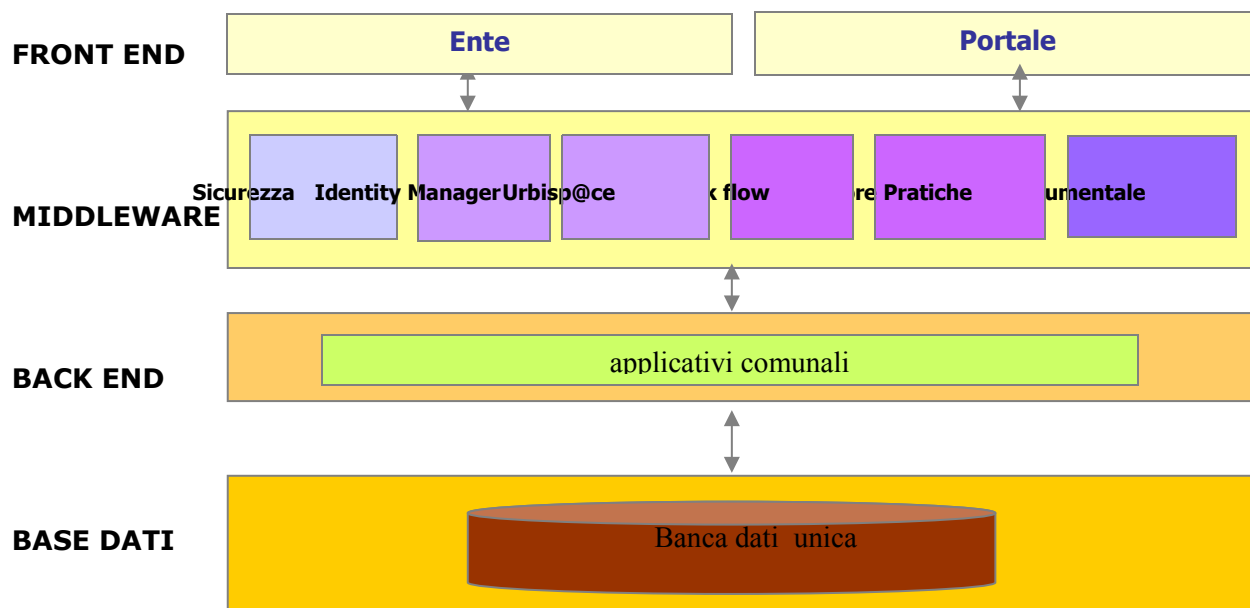 FRONT END
Ente
Portale
MIDDLEWARE
Sicurezza
Identity Manager
Urbisp@ce
flow
Pratiche
BACK END
applicativi comunali
BASE DATI
Banca dati unica